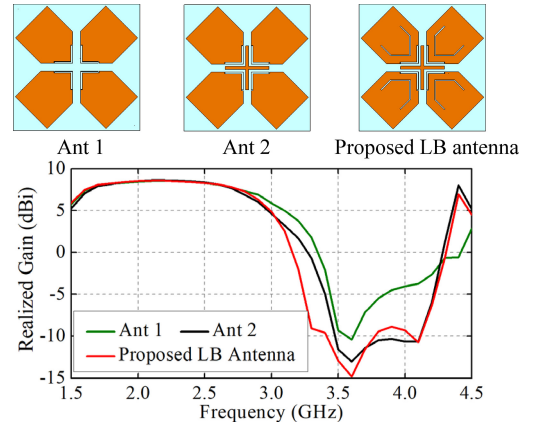 Ant 1 Ant 2 Proposed LB antenna
10
5
0
-5
-10
-15
Realized Gain (dBi)
Ant 1 Ant 2
Proposed LB Antenna
1.5 2.0 2.5 3.0 3.5 4.0 4.5
Frequency (GHz)